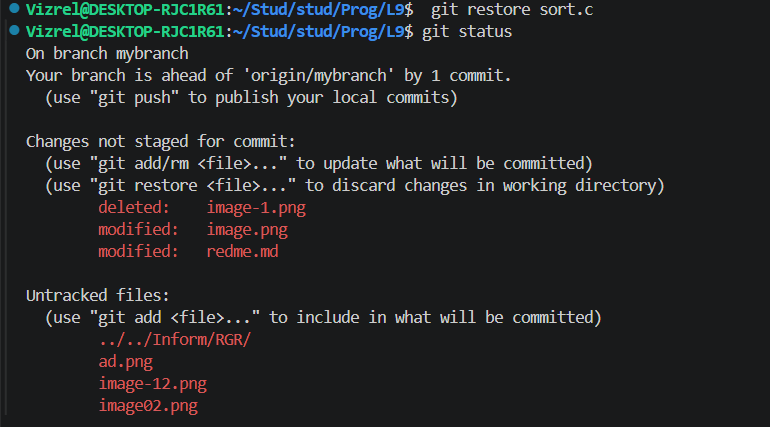 Vizrel@DESKTOP-RJC1R61:~/Stud/stud/Prog/L9$  git restore sort.c
Vizrel@DESKTOP-RJC1R61:~/Stud/stud/Prog/L9$ git status
On branch mybranch
Your branch is ahead of 'origin/mybranch' by 1 commit.
  (use "git push" to publish your local commits)

Changes not staged for commit:
  (use "git add/rm <file>..." to update what will be committed)
  (use "git restore <file>..." to discard changes in working directory)
        deleted:    image-1.png
        modified:   image.png
        modified:   redme.md

Untracked files:
  (use "git add <file>..." to include in what will be committed)
        ../../Inform/RGR/
        ad.png
        image-12.png
        image02.png